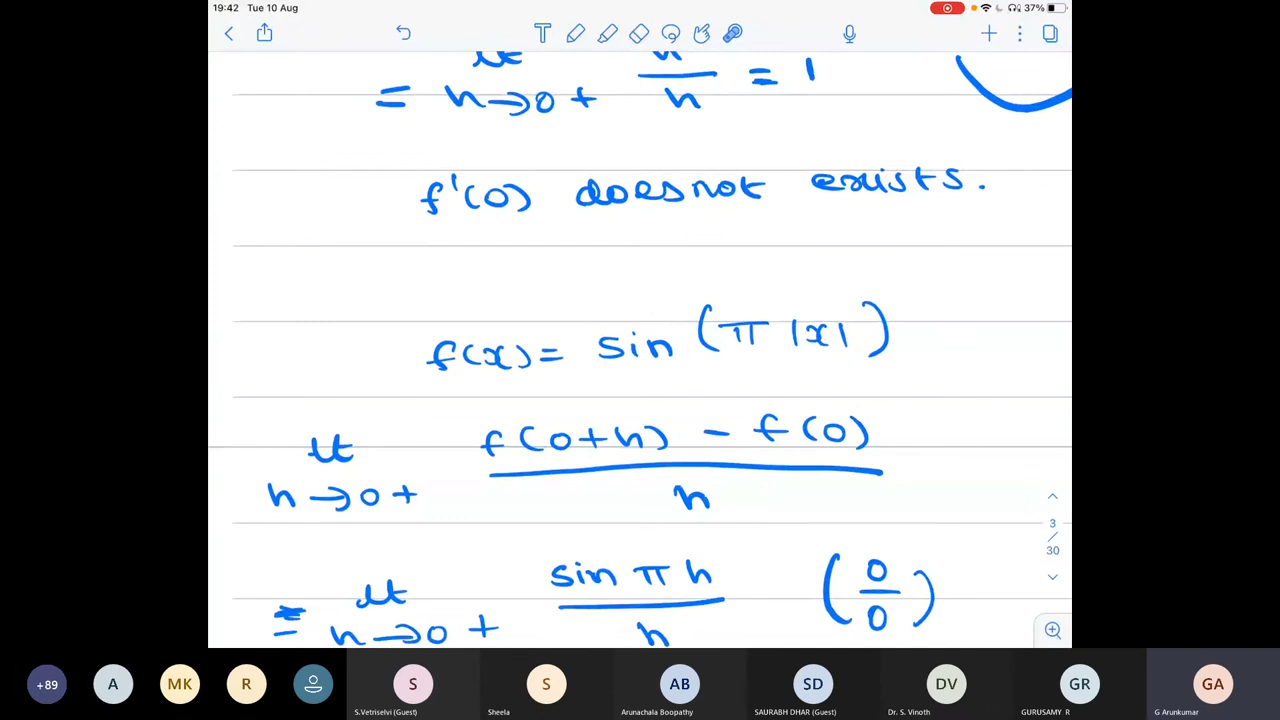 19:42 Tue 10 Aug 37%
lt h
= h→0+ — = 1
h
f'(0) doesnot exists.
f(x)= sin (π |x|)
lt f(0+h) - f(0)
h→0+ h
3
/
30
= lt sin π h (0/0)
h→0+ h
+89 A MK R S S AB SD DV GR GA
S.Vetriselvi (Guest) Sheela Arunachala Boopathy SAURABH DHAR (Guest) Dr. S. Vinoth GURUSAMY R G Arunkumar